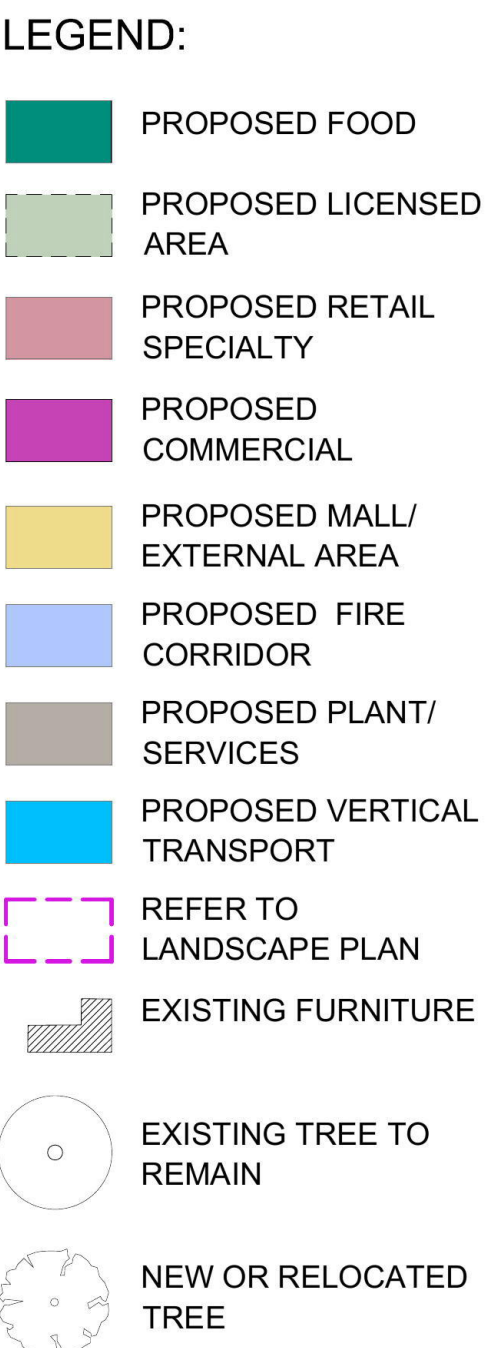 LEGEND:
PROPOSED FOOD
PROPOSED LICENSED
AREA
PROPOSED RETAIL
SPECIALTY
PROPOSED
COMMERCIAL
PROPOSED MALL/
EXTERNAL AREA
PROPOSED  FIRE
CORRIDOR
PROPOSED PLANT/
SERVICES
PROPOSED VERTICAL
TRANSPORT
REFER TO
LANDSCAPE PLAN
EXISTING FURNITURE
EXISTING TREE TO
REMAIN
NEW OR RELOCATED
TREE